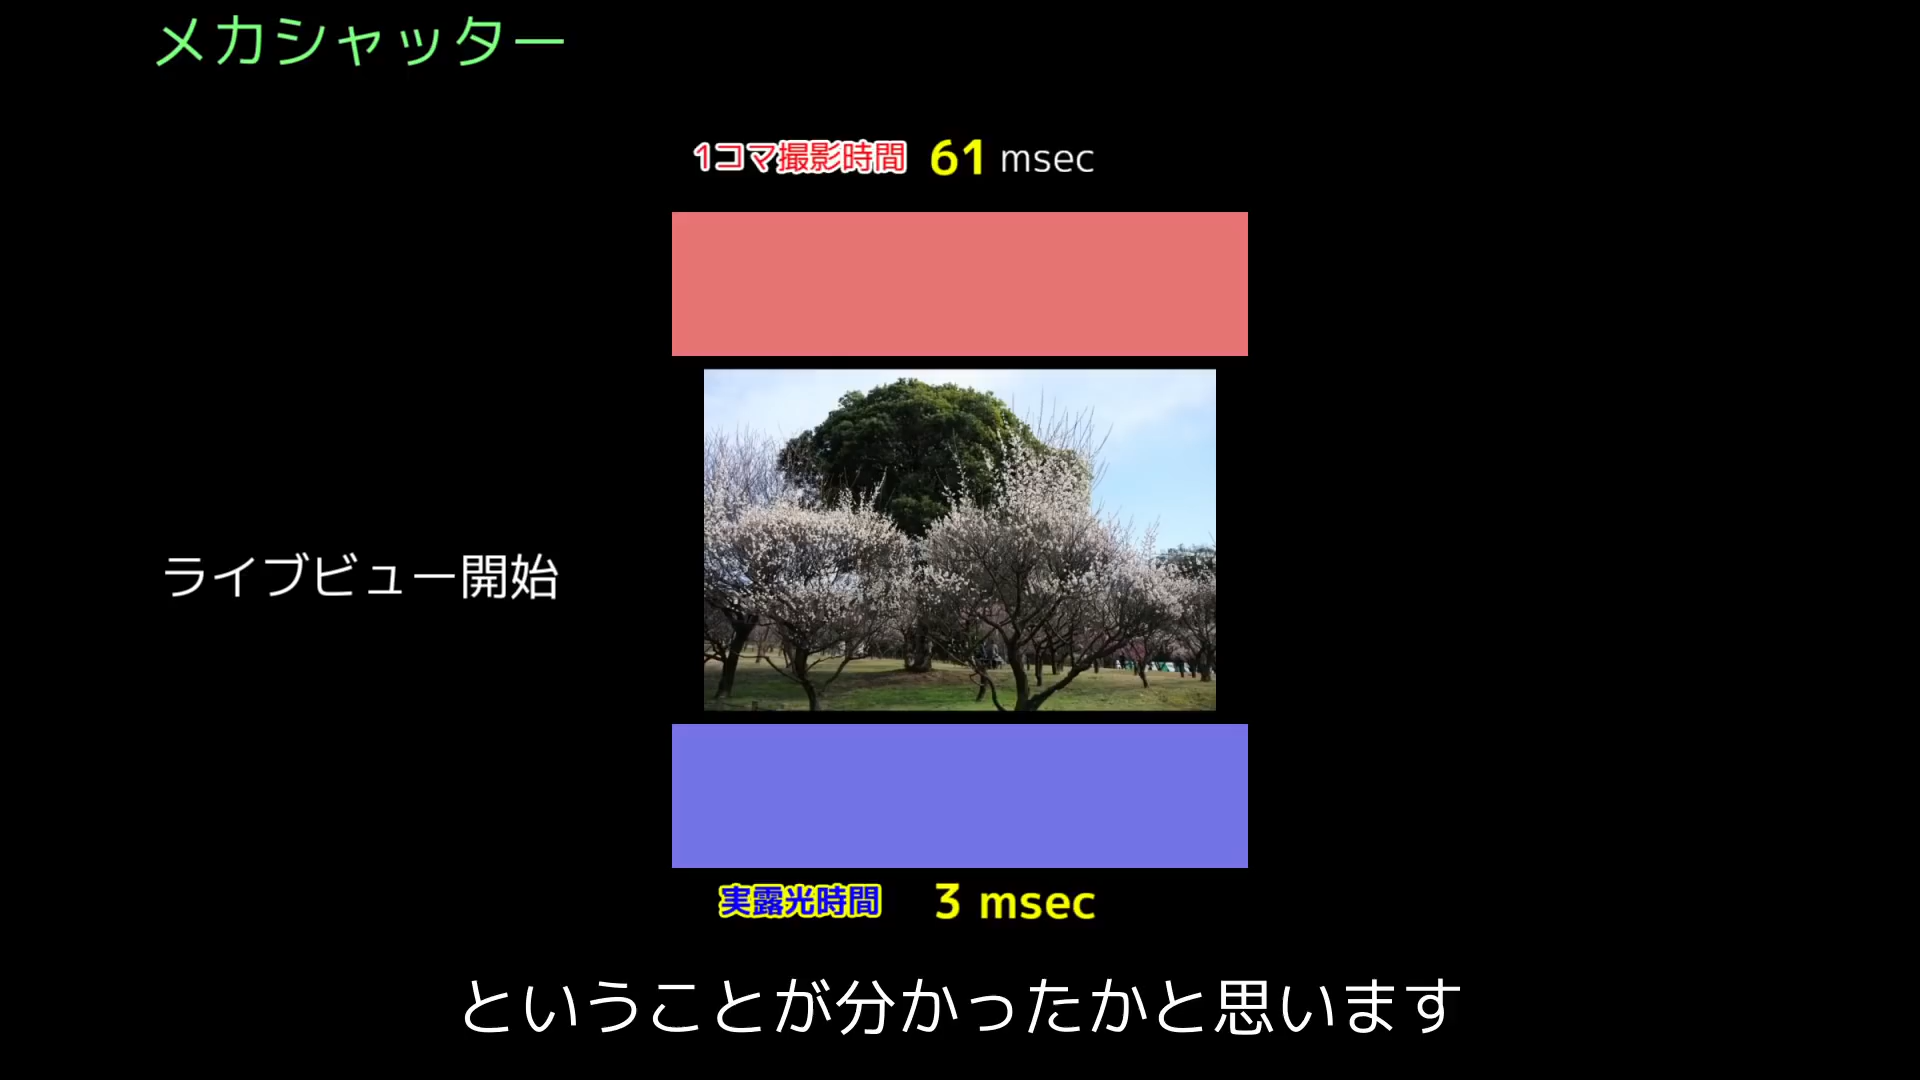 メカシャッター
1コマ撮影時間 61 msec
ライブビュー開始
実露光時間 3 msec
ということが分かったかと思います